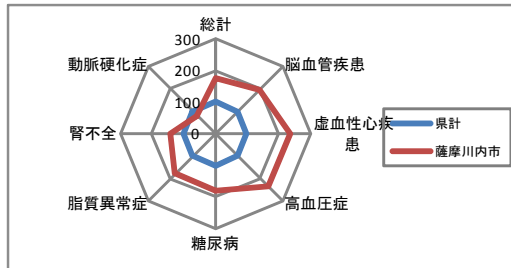 総計
300
200
100
0
脳血管疾患
虚血性心疾
患
高血圧症
糖尿病
脂質異常症
腎不全
動脈硬化症
県計
薩摩川内市